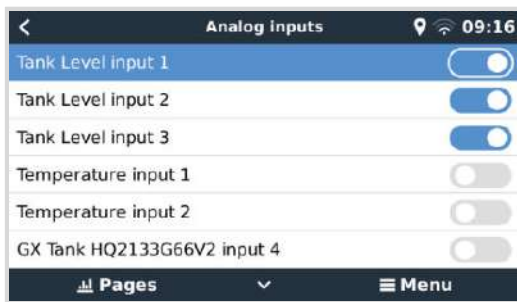 Analog inputs 09:16
Tank Level input 1
Tank Level input 2
Tank Level input 3
Temperature input 1
Temperature input 2
GX Tank HQ2133G66V2 input 4
Pages Menu